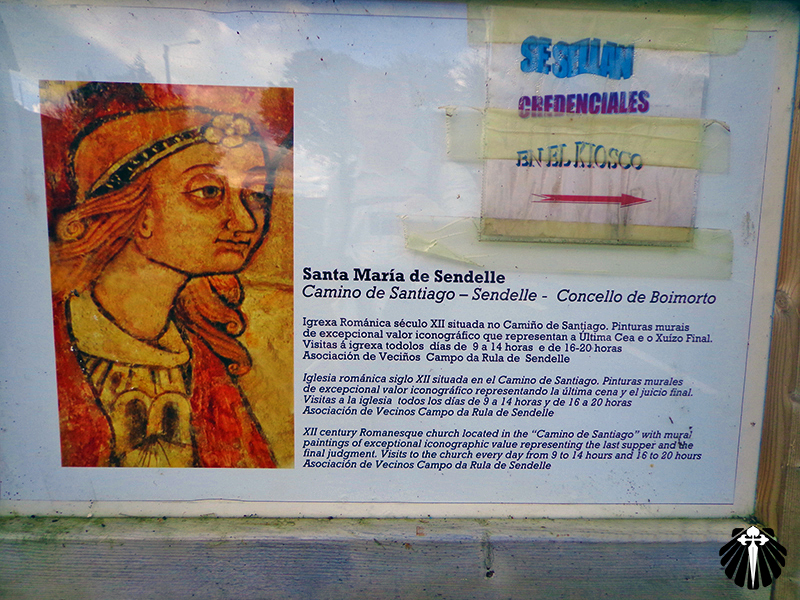 SE SELLAN
CREDENCIALES
EN EL KIOSCO
Santa María de Sendelle
Camino de Santiago – Sendelle - Concello de Boimorto
Igrexa Románica século XII situada no Camiño de Santiago. Pinturas murais
de excepcional valor iconográfico que representan a Última Cea e o Xuízo Final.
Visitas á igrexa todolos días de 9 a 14 horas e de 16-20 horas
Asociación de Veciños Campo da Rula de Sendelle
Iglesia románica siglo XII situada en el Camino de Santiago. Pinturas murales
de excepcional valor iconográfico representando la última cena y el juicio final.
Visitas a la iglesia todos los días de 9 a 14 horas y de 16 a 20 horas
Asociación de Vecinos Campo da Rula de Sendelle
XII century Romanesque church located in the “Camino de Santiago” with mural
paintings of exceptional iconographic value representing the last supper and the
final judgment. Visits to the church every day from 9 to 14 hours and 16 to 20 hours
Asociación de Vecinos Campo da Rula de Sendelle